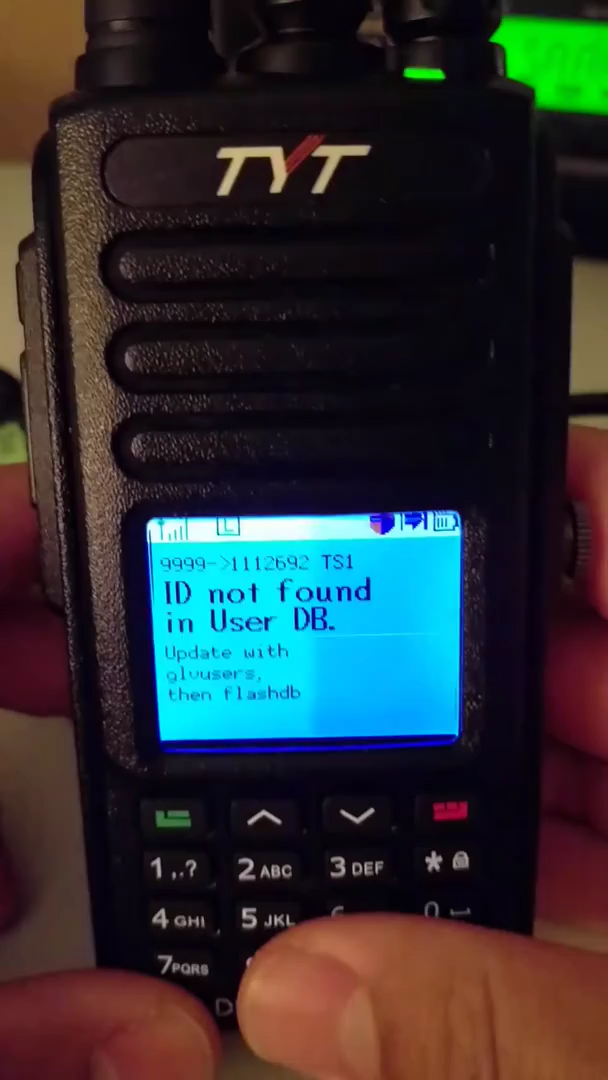 TYT
L
9999->1112692 TS1
ID not found
in User DB.
Update with
glvusers,
then flashdb
1,.? 2ABC 3DEF *
4GHI 5JKL 0
7PQRS
D